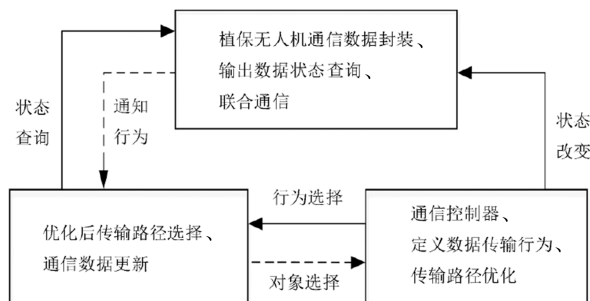 植保无人机通信数据封装、
输出数据状态查询、
联合通信
状态
查询
通知
行为
状态
改变
行为选择
对象选择
优化后传输路径选择、
通信数据更新
通信控制器、
定义数据传输行为、
传输路径优化